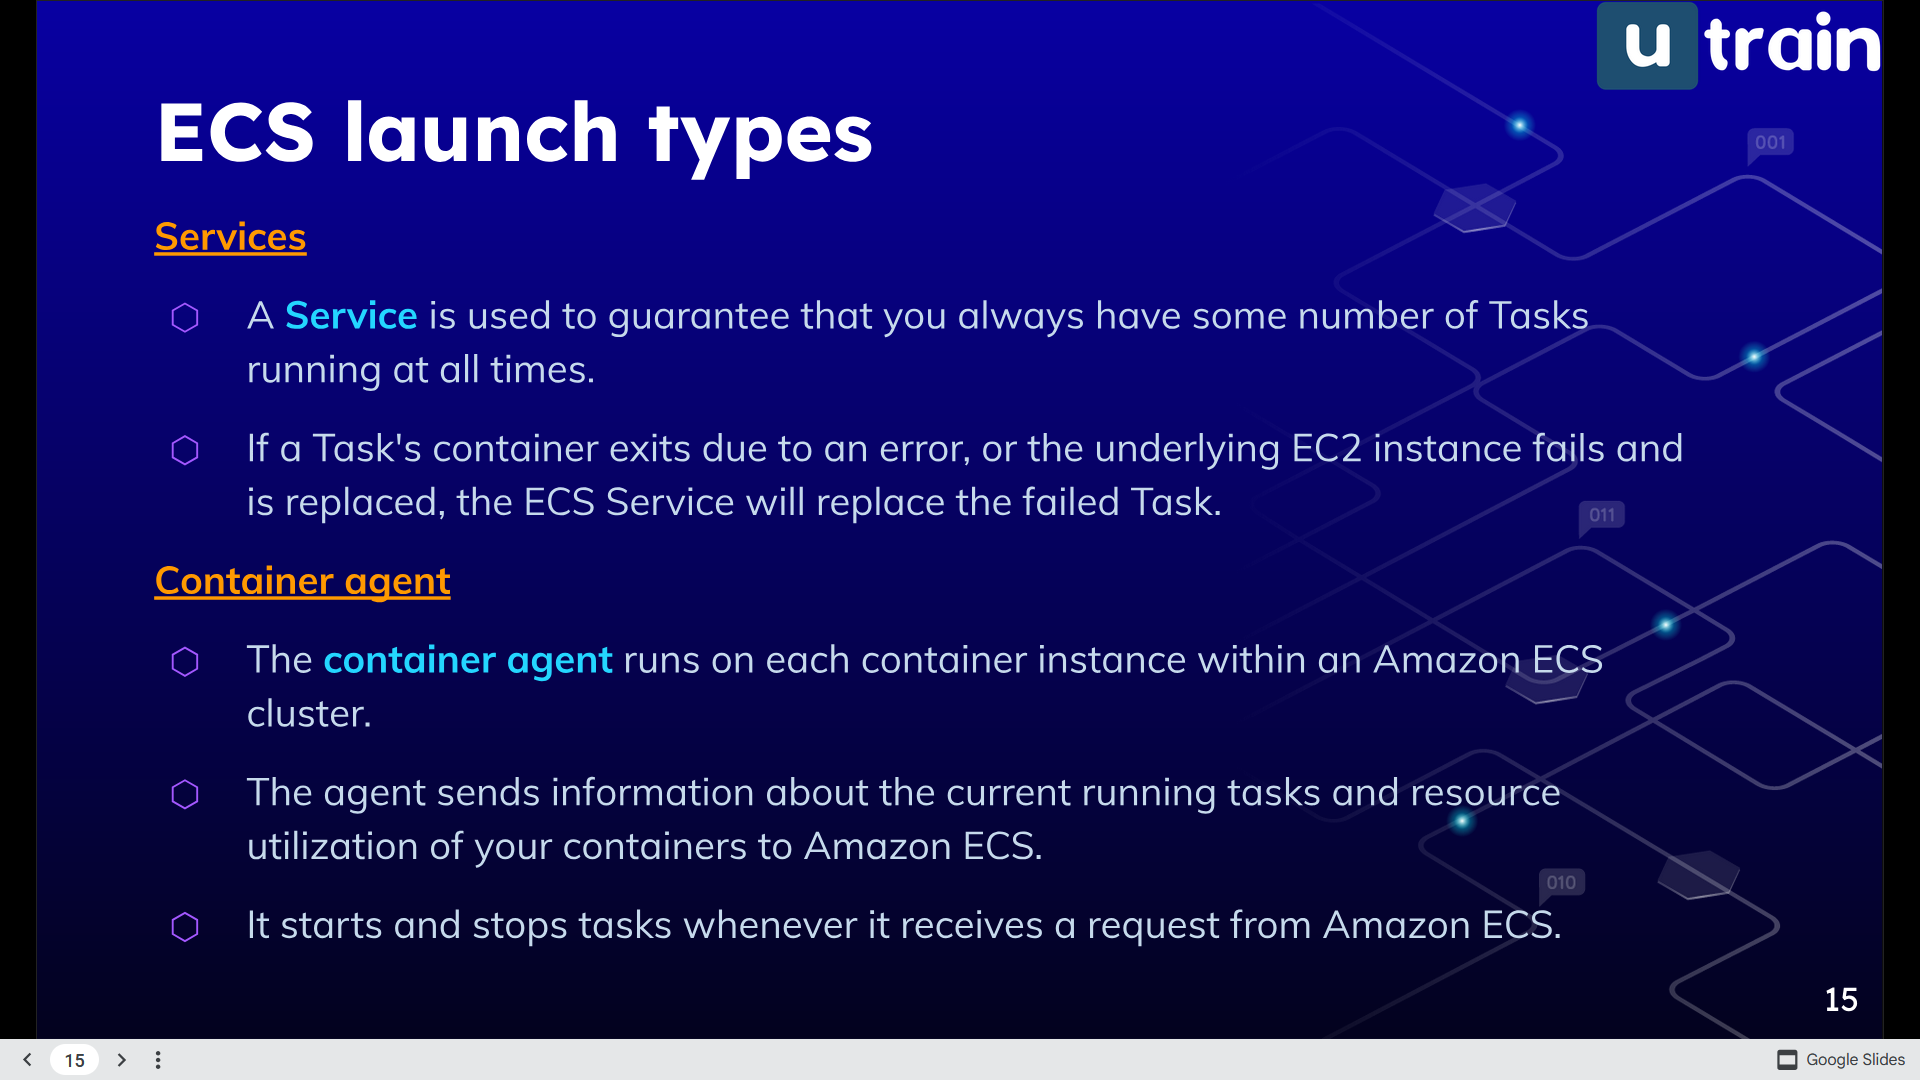 u train
001
ECS launch types
Services
A Service is used to guarantee that you always have some number of Tasks
running at all times.
If a Task's container exits due to an error, or the underlying EC2 instance fails and
is replaced, the ECS Service will replace the failed Task.
011
Container agent
The container agent runs on each container instance within an Amazon ECS
cluster.
The agent sends information about the current running tasks and resource
utilization of your containers to Amazon ECS.
010
It starts and stops tasks whenever it receives a request from Amazon ECS.
15
15
Google Slides